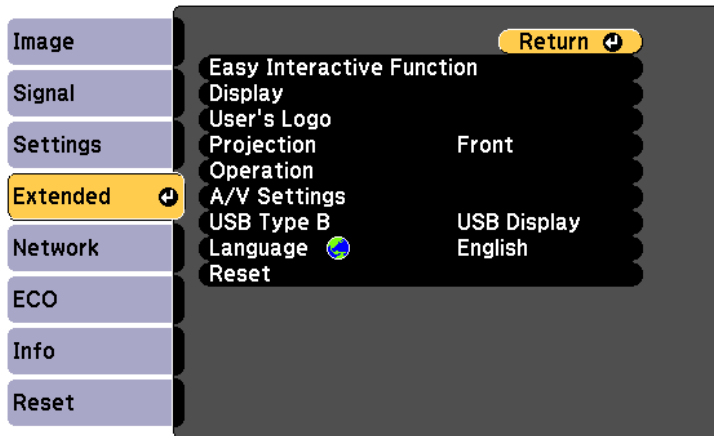 Image
Signal
Settings
Extended
Network
ECO
Info
Reset
Return
Easy Interactive Function
Display
User's Logo
Projection Front
Operation
A/V Settings
USB Type B USB Display
Language English
Reset